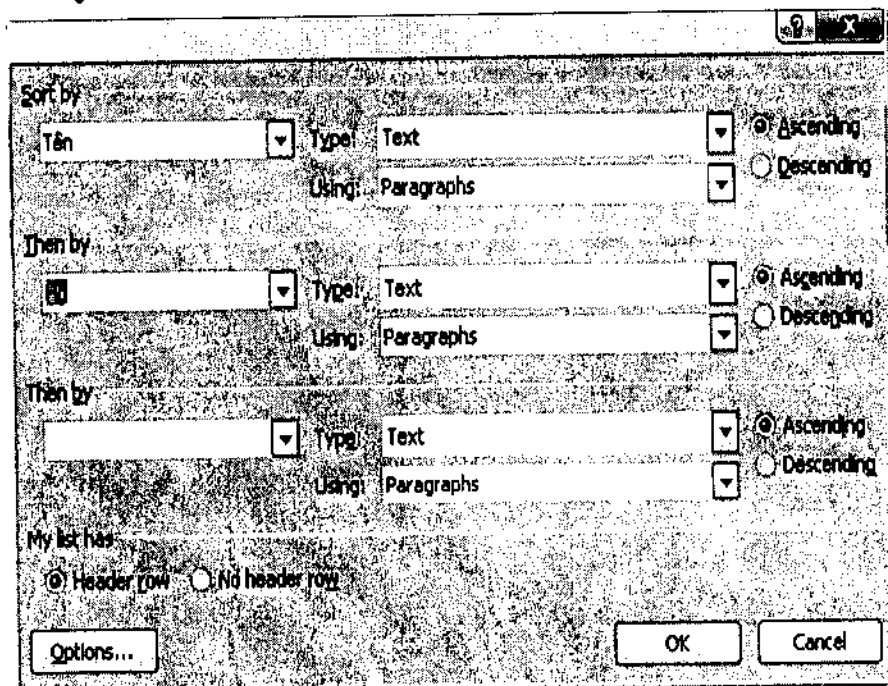 ? X
Sort by
Tên Type: Text Ascending
Using: Paragraphs Descending
Then by
Type: Text Ascending
Using: Paragraphs Descending
Then by
Type: Text Ascending
Using: Paragraphs Descending
My list has
Header row No header row
Options... OK Cancel